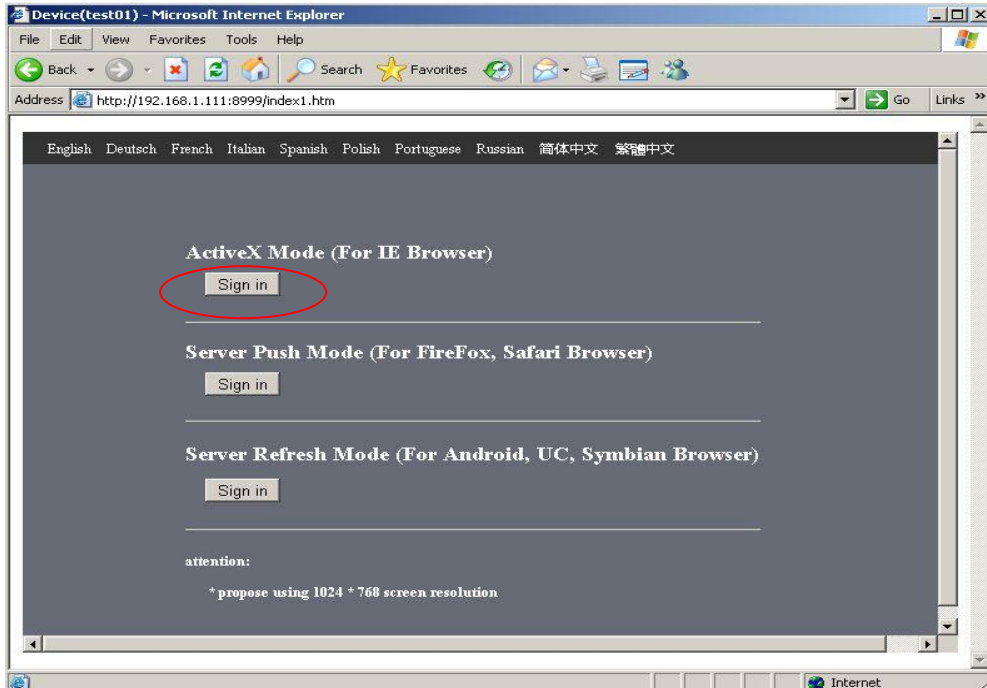 Device(test01) - Microsoft Internet Explorer
File Edit View Favorites Tools Help
Back Search Favorites
Address http://192.168.1.111:8999/index1.htm Go Links »
English Deutsch French Italian Spanish Polish Portuguese Russian 简体中文 繁體中文
ActiveX Mode (For IE Browser)
Sign in
Server Push Mode (For FireFox, Safari Browser)
Sign in
Server Refresh Mode (For Android, UC, Symbian Browser)
Sign in
attention:
* propose using 1024 * 768 screen resolution
Internet